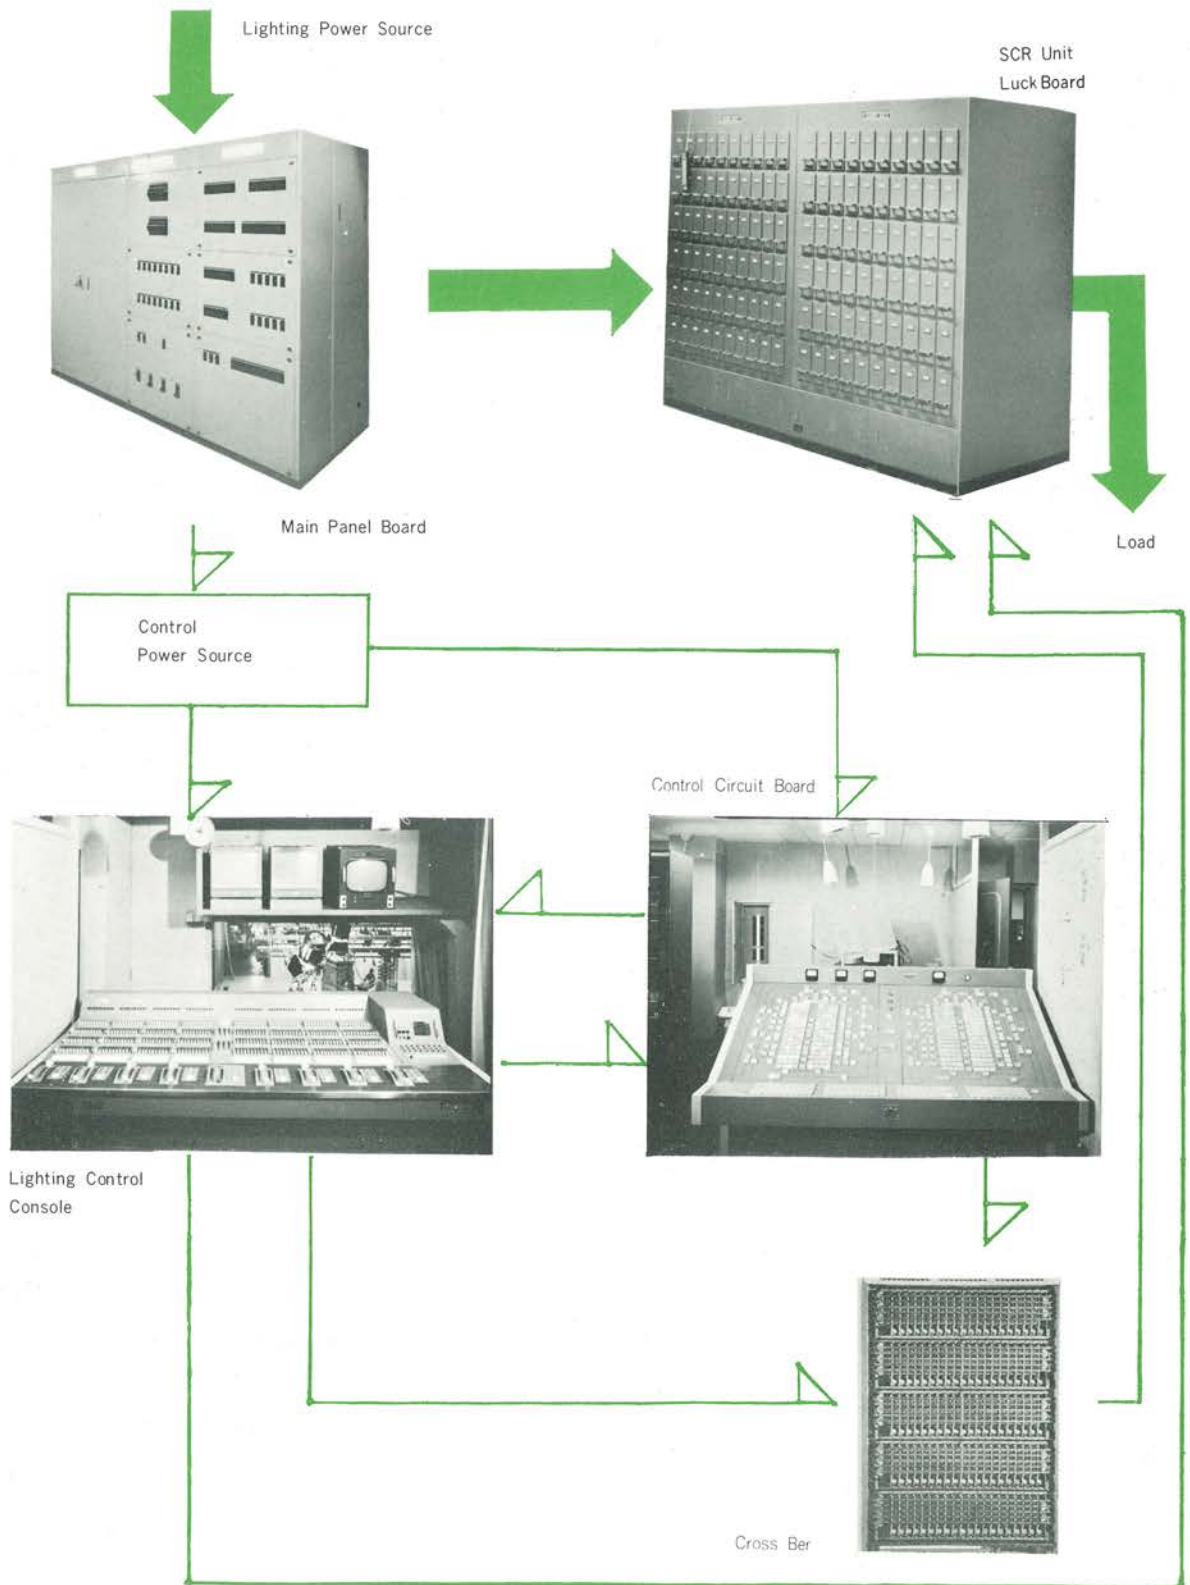 Lighting Power Source
SCR Unit
Luck Board
Main Panel Board
Load
Control
Power Source
Control Circuit Board
Lighting Control
Console
Cross Ber